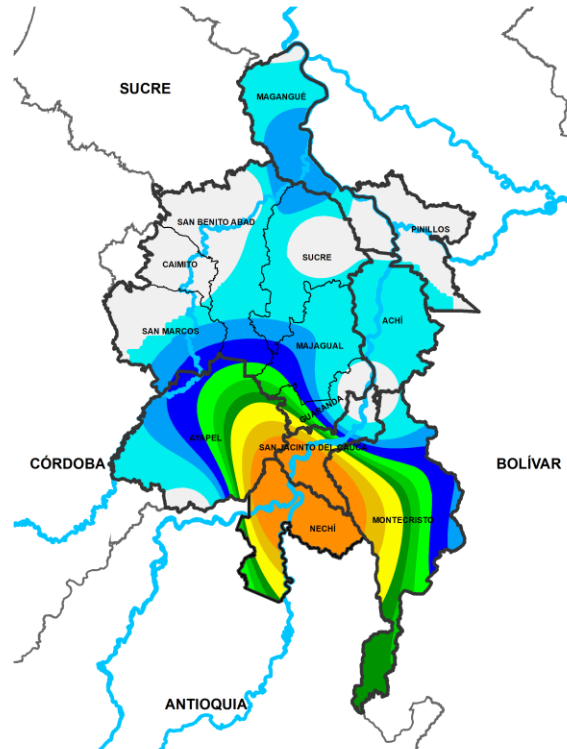 SUCRE
MAGANGUÉ
SAN BENITO ABAD
PINILLOS
SUCRE
CAIMITO
ACHÍ
SAN MARCOS
MAJAGUAL
GUARANDA
AYAPEL
SAN JACINTO DEL CAUCA
CÓRDOBA
BOLÍVAR
MONTECRISTO
NECHÍ
ANTIOQUIA